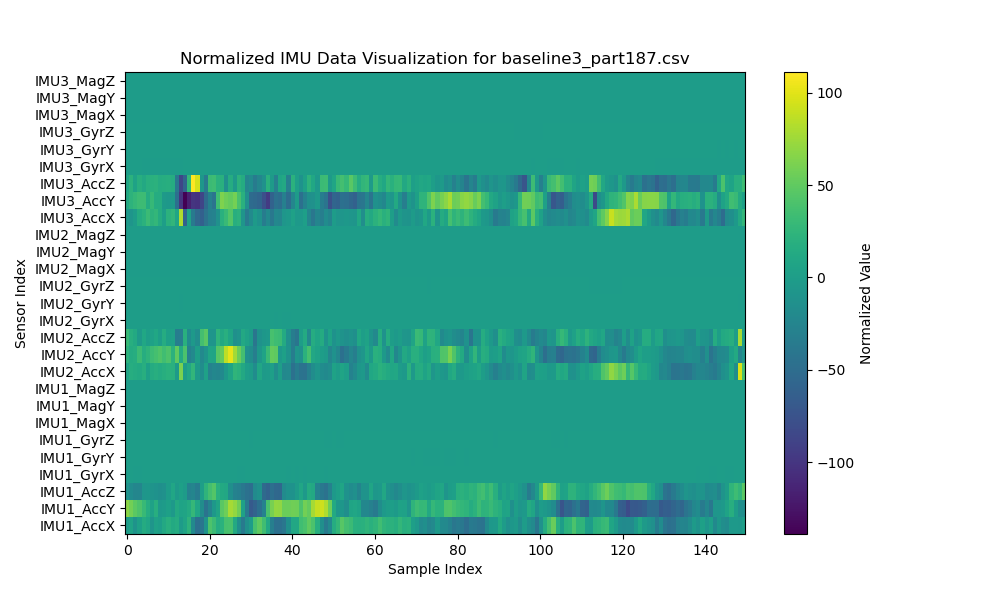 Normalized IMU Data Visualization for baseline3_part187.csv
IMU3_MagZ
IMU3_MagY
IMU3_MagX
IMU3_GyrZ
IMU3_GyrY
IMU3_GyrX
IMU3_AccZ
IMU3_AccY
IMU3_AccX
IMU2_MagZ
IMU2_MagY
IMU2_MagX
IMU2_GyrZ
IMU2_GyrY
IMU2_GyrX
IMU2_AccZ
IMU2_AccY
IMU2_AccX
IMU1_MagZ
IMU1_MagY
IMU1_MagX
IMU1_GyrZ
IMU1_GyrY
IMU1_GyrX
IMU1_AccZ
IMU1_AccY
IMU1_AccX
Sensor Index
0 20 40 60 80 100 120 140
Sample Index
100
50
0
−50
−100
Normalized Value